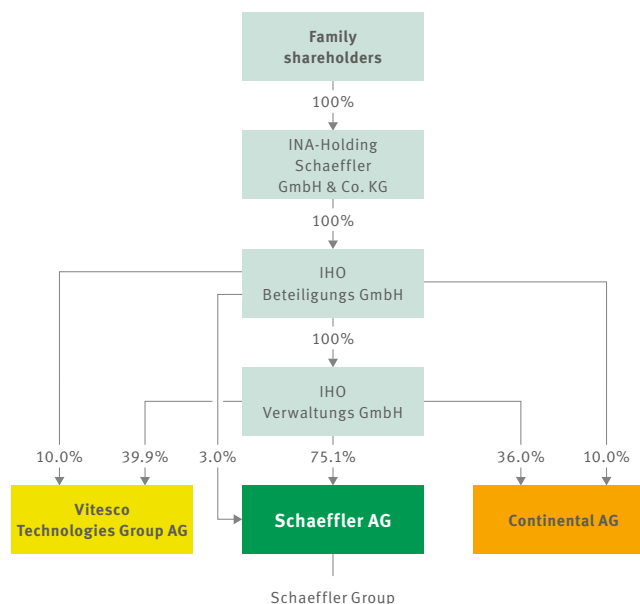 Family
shareholders
100%
INA-Holding
Schaeffler
GmbH & Co. KG
100%
IHO
Beteiligungs GmbH
100%
IHO
Verwaltungs GmbH
10.0% 39.9% 3.0% 75.1% 36.0% 10.0%
Vitesco
Technologies Group AG
Schaeffler AG
Continental AG
Schaeffler Group